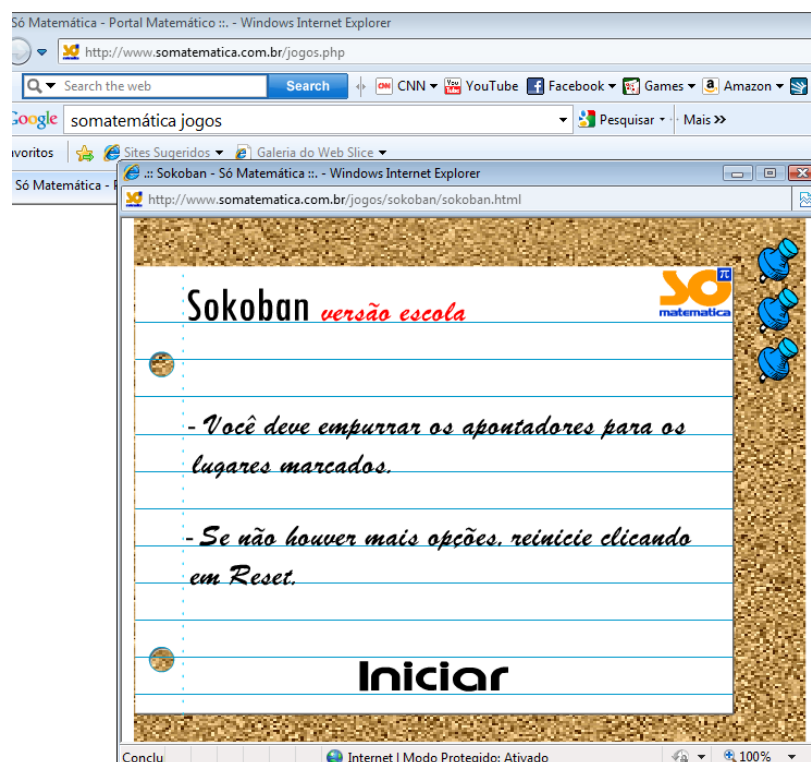 Só Matemática - Portal Matemático ::. - Windows Internet Explorer
http://www.somatematica.com.br/jogos.php
Search the web Search CNN YouTube Facebook Games Amazon
Google somatemática jogos Pesquisar Mais >>
avoritos Sites Sugeridos Galeria do Web Slice
Só Matemática - P
.:: Sokoban - Só Matemática ::. - Windows Internet Explorer
http://www.somatematica.com.br/jogos/sokoban/sokoban.html
Sokoban versão escola
SÓ π
matematica
- Você deve empurrar os apontadores para os
lugares marcados.
- Se não houver mais opções, reinicie clicando
em Reset.
Iniciar
Conclu Internet | Modo Protegido: Ativado 100%